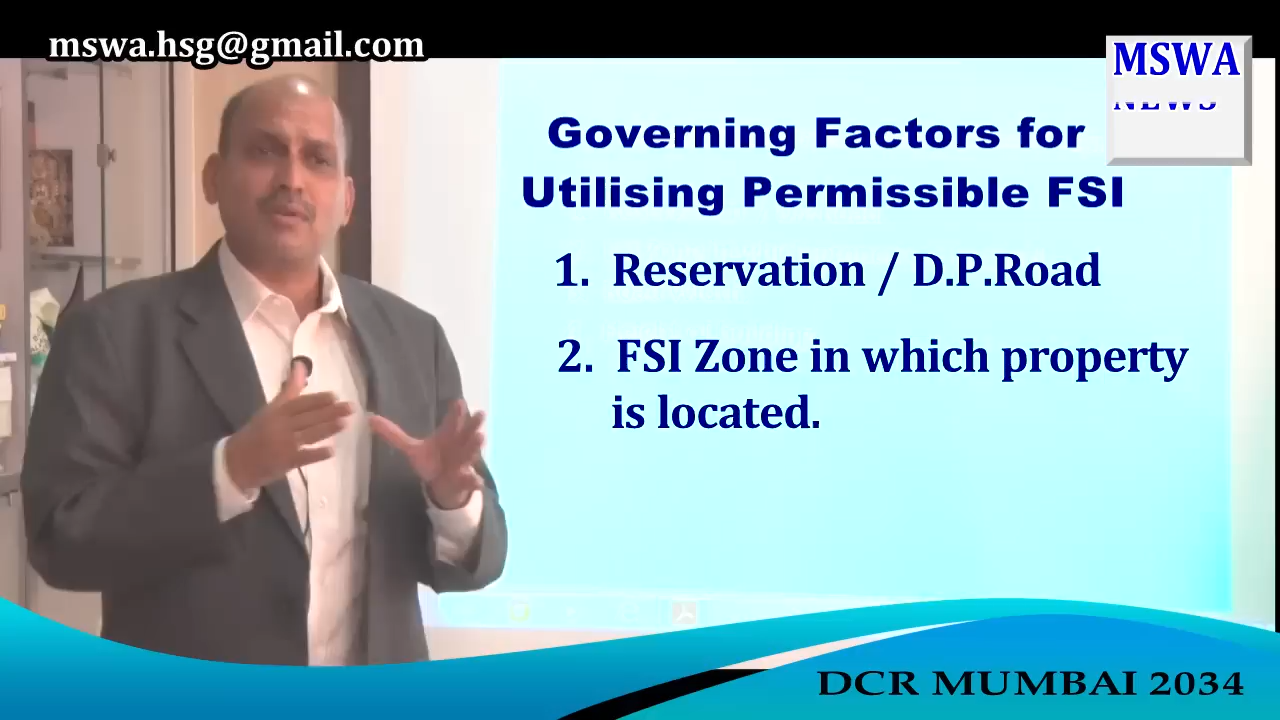 mswa.hsg@gmail.com
MSWA
NEWS
Governing Factors for
Utilising Permissible FSI
1. Reservation / D.P.Road
2. FSI Zone in which property
is located.
DCR MUMBAI 2034